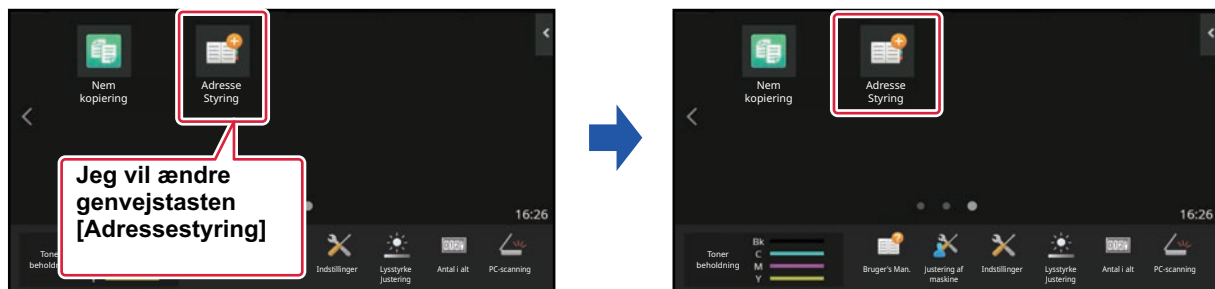 Nem
kopiering
Adresse
Styring
Jeg vil ændre
genvejstasten
[Adressestyring]
16:26
Tone
beholdn
Y
Indstillinger
Lysstyrke
Justering
Antal i alt
PC-scanning
Nem
kopiering
Adresse
Styring
16:26
Toner
beholdning
Bk
C
M
Y
Bruger's Man.
Justering af
maskine
Indstillinger
Lysstyrke
Justering
Antal i alt
PC-scanning